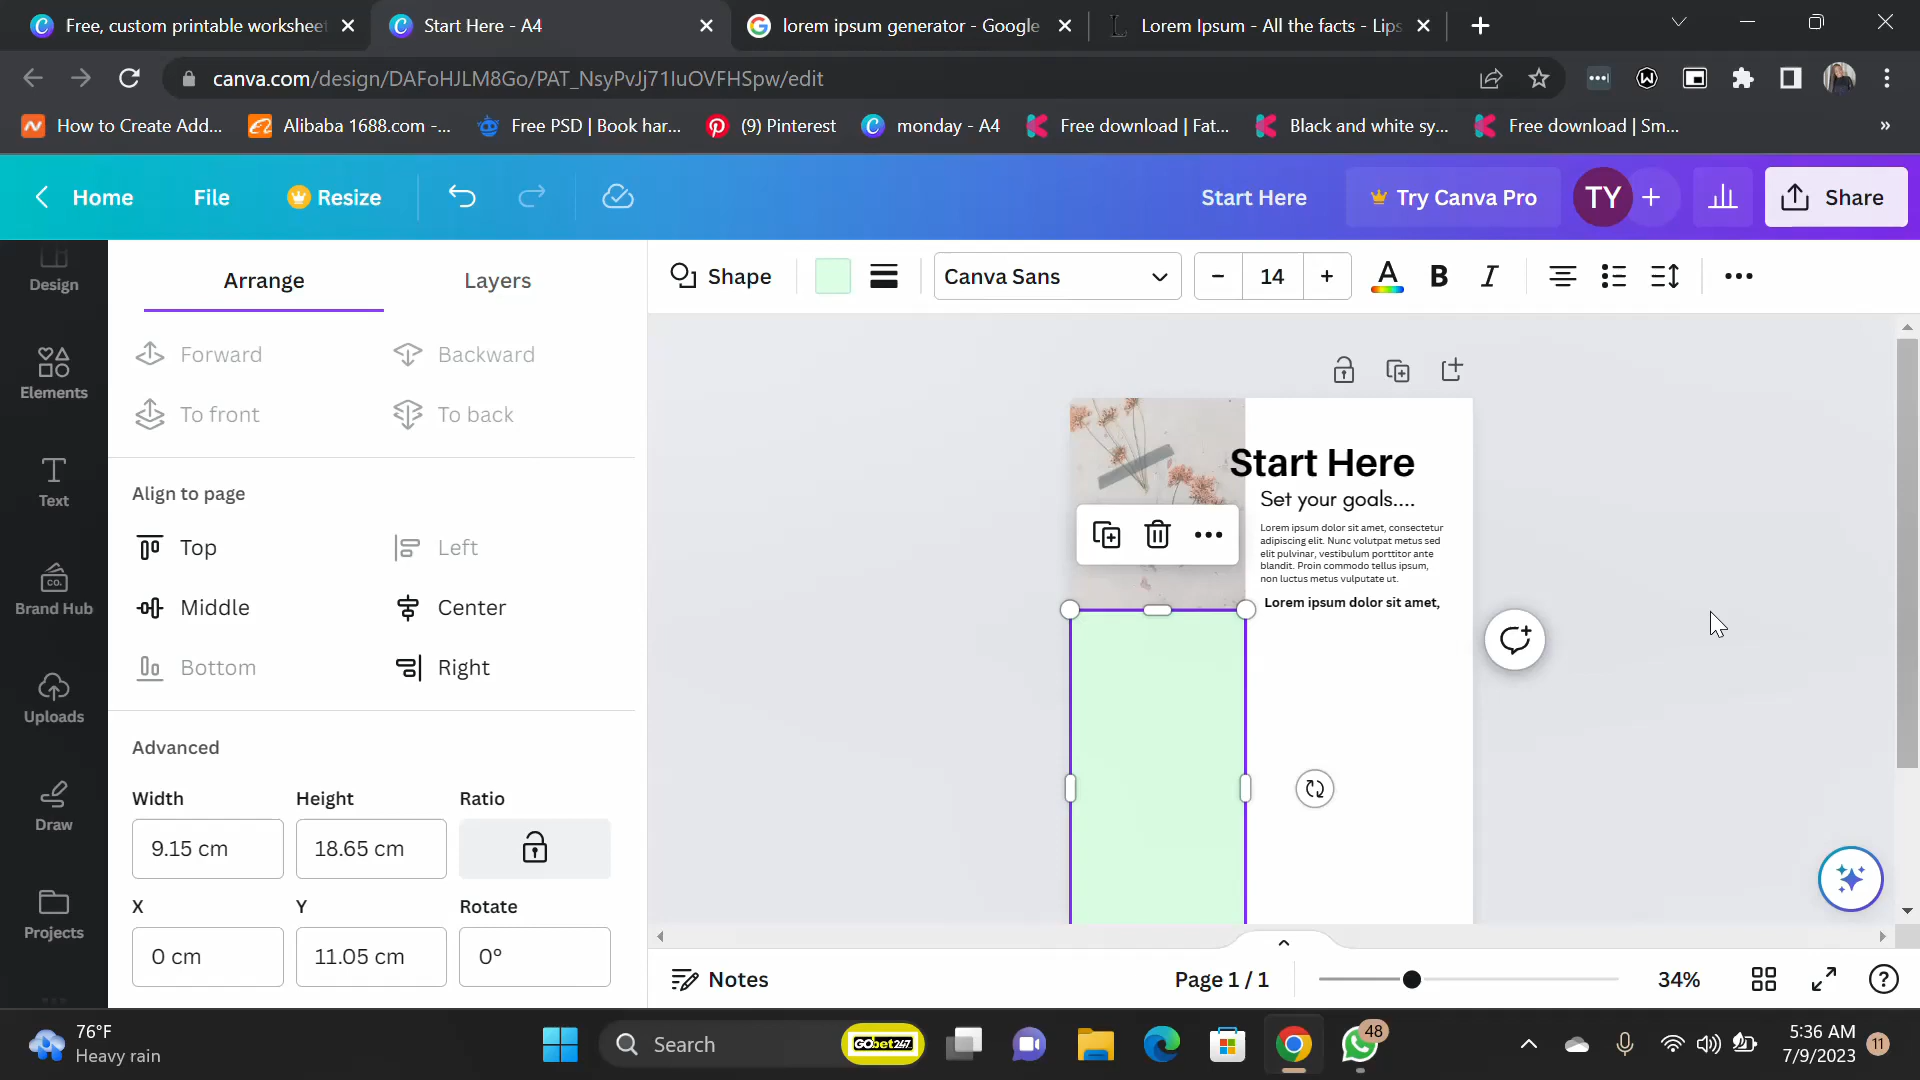 Free, custom printable workshee
Start Here - A4
lorem ipsum generator - Google
Lorem Ipsum - All the facts - Lips
canva.com/design/DAFoHJLM8Go/PAT_NsyPvJj71IuOVFHSpw/edit
How to Create Add...
Alibaba 1688.com -...
Free PSD | Book har...
(9) Pinterest
monday - A4
Free download | Fat...
Black and white sy...
Free download | Sm...
»
Home
File
Resize
Start Here
Try Canva Pro
TY
+
Share
Design
Elements
Text
CO.
Brand Hub
Uploads
Draw
Projects
Arrange
Layers
Shape
Canva Sans
– 14 +
A
B
I
Forward
Backward
To front
To back
Align to page
Top
Left
Middle
Center
Bottom
Right
Advanced
Width
Height
Ratio
9.15 cm
18.65 cm
X
Y
Rotate
0 cm
11.05 cm
0°
Start Here
Set your goals....
Lorem ipsum dolor sit amet, consectetur
adipiscing elit. Nunc volutpat metus sed
elit pulvinar, vestibulum porttitor ante
blandit. Proin commodo tellus ipsum,
non luctus metus vulputate ut.
Lorem ipsum dolor sit amet,
Notes
Page 1 / 1
34%
?
76°F
Heavy rain
Search
GObet247
48
5:36 AM
7/9/2023
11